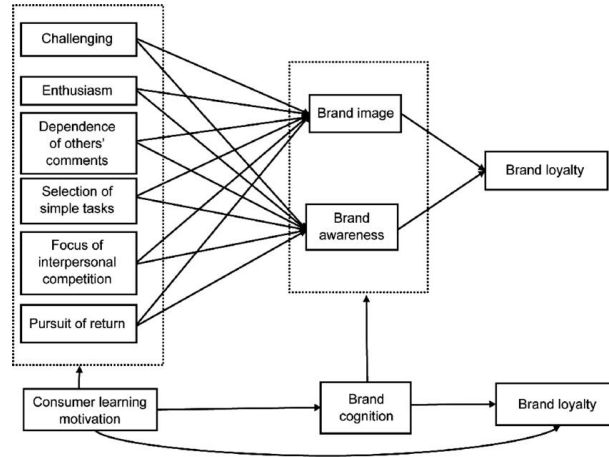 Challenging
Enthusiasm
Dependence
of others'
comments
Selection of
simple tasks
Focus of
interpersonal
competition
Pursuit of return
Brand image
Brand
awareness
Brand loyalty
Consumer learning
motivation
Brand
cognition
Brand loyalty